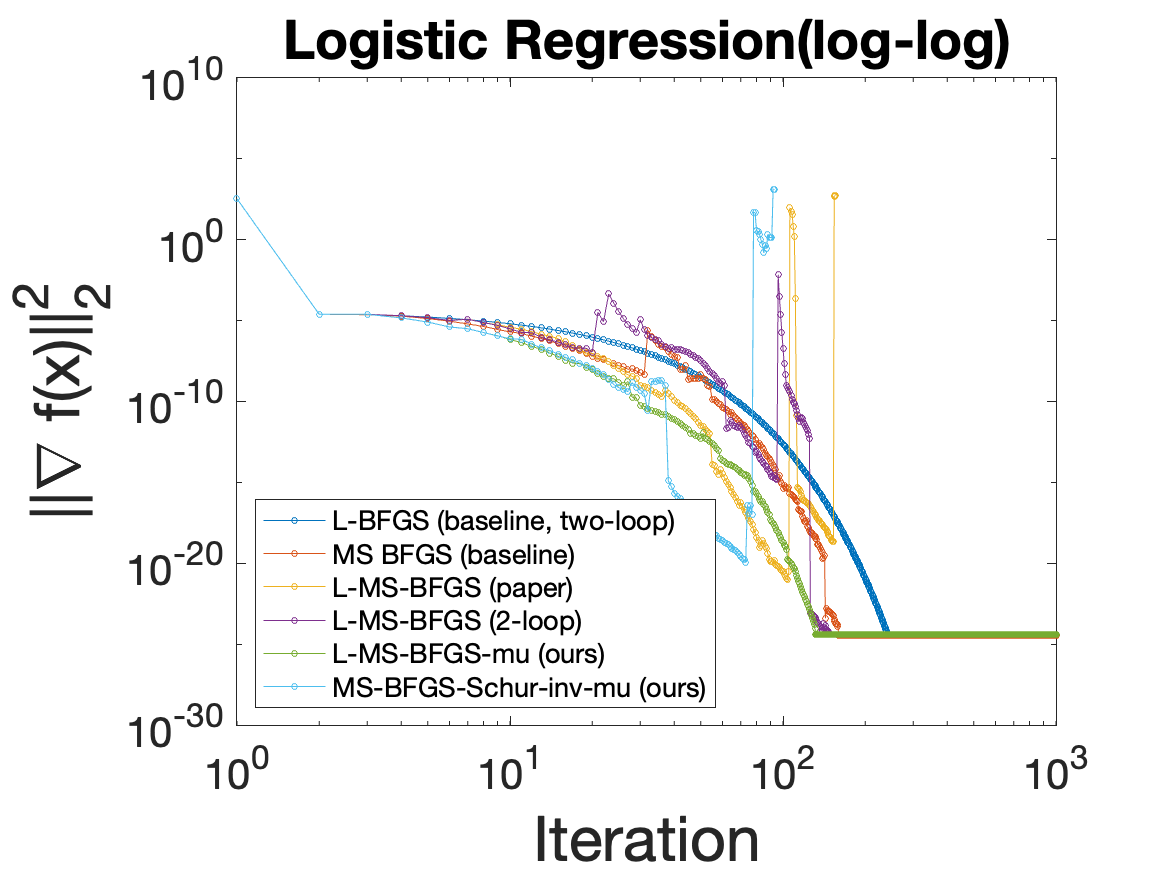 Logistic Regression(log-log)
10^10
10^0
10^-10
10^-20
10^-30
||∇ f(x)||_2^2
L-BFGS (baseline, two-loop)
MS BFGS (baseline)
L-MS-BFGS (paper)
L-MS-BFGS (2-loop)
L-MS-BFGS-mu (ours)
MS-BFGS-Schur-inv-mu (ours)
10^0 10^1 10^2 10^3
Iteration